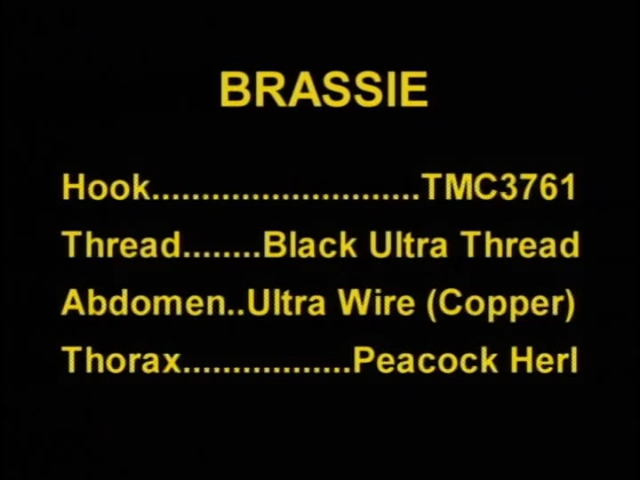 BRASSIE
Hook...........................TMC3761
Thread........Black Ultra Thread
Abdomen..Ultra Wire (Copper)
Thorax.................Peacock Herl